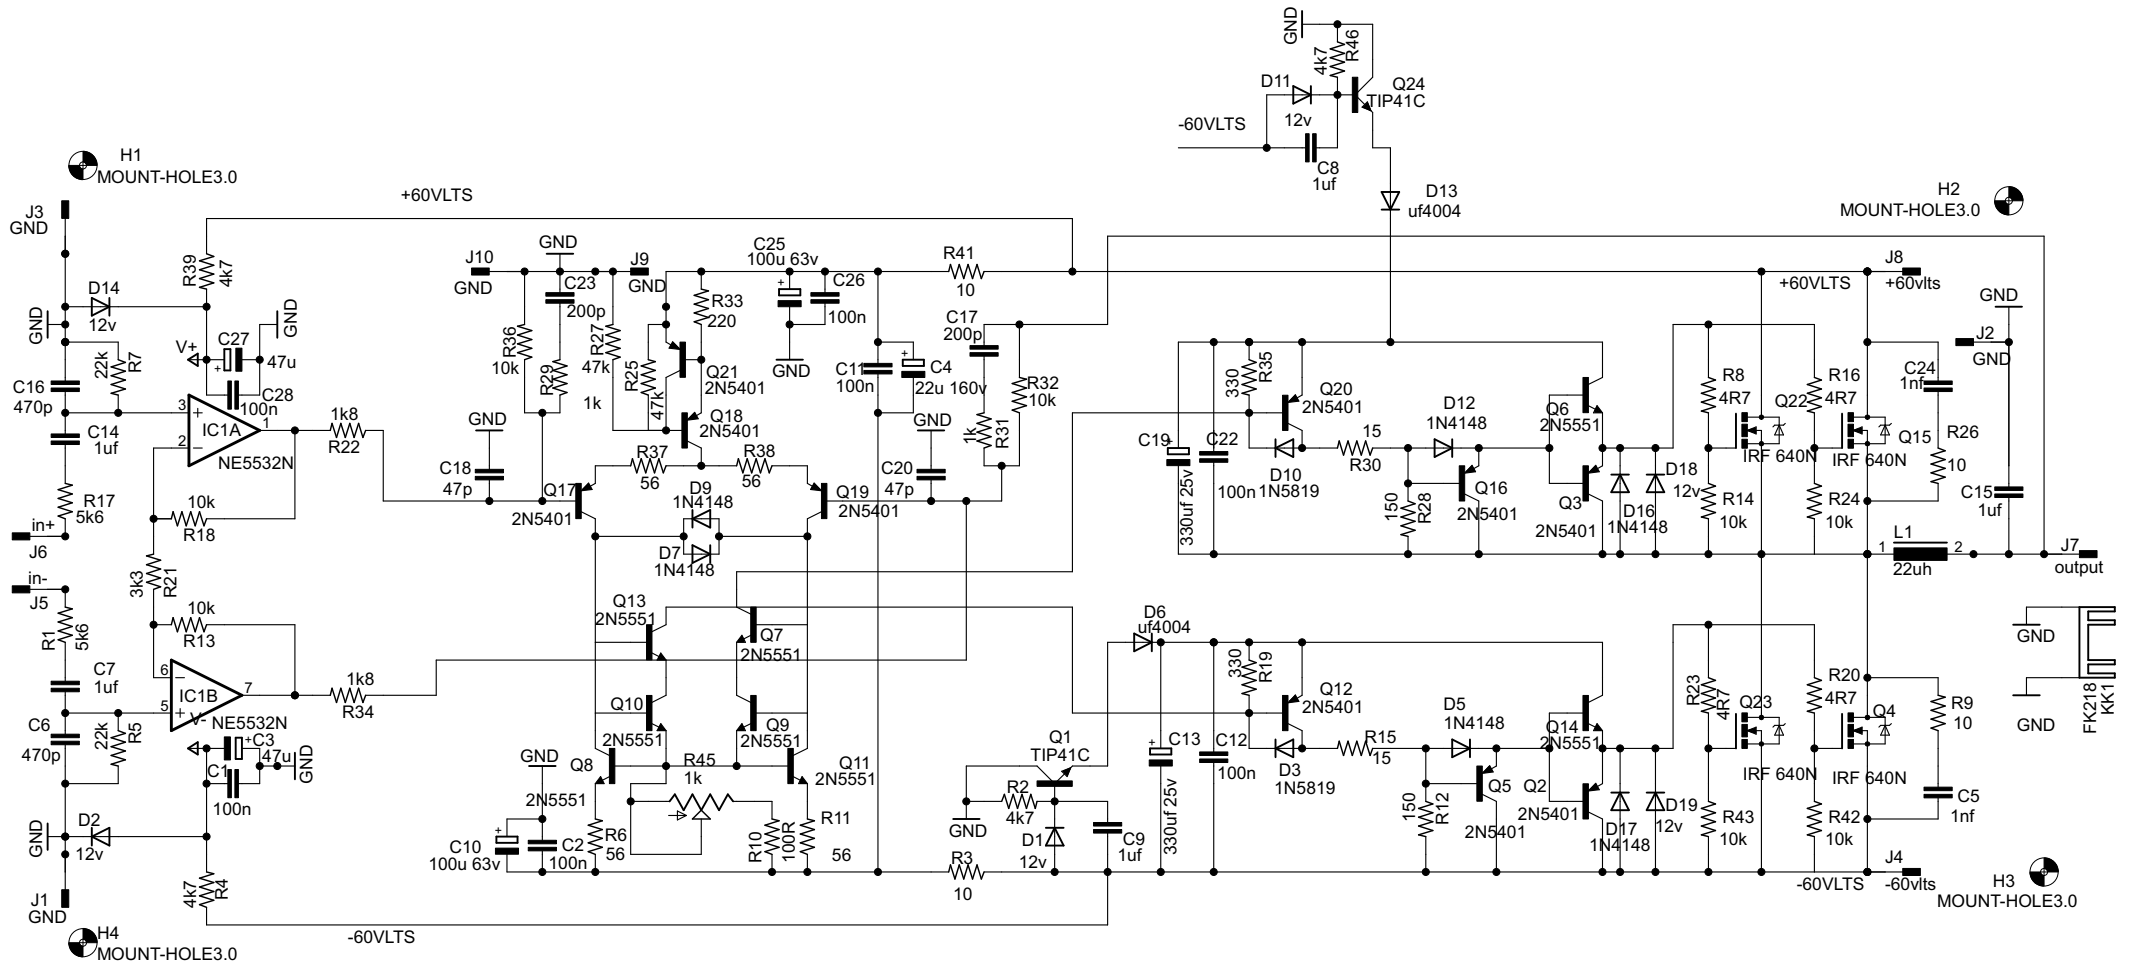 GND
4k7
R46
D11
12v
Q24
TIP41C
-60VLTS
C8
1uf
H1
MOUNT-HOLE3.0
D13
uf4004
H2
MOUNT-HOLE3.0
+60VLTS
J3
GND
R39
4k7
D14
12v
GND
GND
V+
C27
47u
+
C28
100n
22k
R7
C16
470p
C14
1uf
3
+
2
−
1
IC1A
NE5532N
1k8
R22
R17
5k6
10k
R18
in+
J6
3k3
R21
in-
J5
R1
5k6
10k
R13
C7
1uf
6
−
5
+
7
IC1B
V-
NE5532N
1k8
R34
C6
470p
22k
R5
+
C3
47u
GND
C1
100n
GND
D2
12v
4k7
R4
J1
GND
H4
MOUNT-HOLE3.0
-60VLTS
J10
GND
GND
J9
GND
C23
200p
R36
10k
R29
1k
R27
47k
R25
47k
R33
220
Q21
2N5401
Q18
2N5401
C25
100u 63v
+
C26
100n
GND
R41
10
C11
100n
+
C4
22u 160v
C17
200p
R32
10k
1k
R31
GND
C18
47p
GND
C20
47p
R37
56
R38
56
Q17
2N5401
Q19
2N5401
D9
1N4148
D7
1N4148
Q13
2N5551
Q7
2N5551
Q10
2N5551
Q9
2N5551
Q8
2N5551
Q11
2N5551
GND
R45
1k
+
C10
100u 63v
C2
100n
R6
56
R10
100R
R11
56
R3
10
GND
R2
4k7
Q1
TIP41C
D1
12v
C9
1uf
D6
uf4004
+
C19
330uf 25v
C22
100n
330
R35
Q20
2N5401
D10
1N5819
15
R30
D12
1N4148
150
R28
Q16
2N5401
Q6
2N5551
Q3
2N5401
D16
1N4148
D18
12v
R8
4R7
R14
10k
Q22
IRF 640N
R16
4R7
R24
10k
Q15
IRF 640N
+60VLTS
J8
+60vlts
C24
1nf
R26
10
GND
J2
GND
C15
1uf
L1
1
2
22uh
J7
output
+
C13
330uf 25v
C12
100n
330
R19
Q12
2N5401
D3
1N5819
R15
15
D5
1N4148
150
R12
Q5
2N5401
Q14
2N5551
Q2
2N5401
D17
1N4148
D19
12v
R23
4R7
R43
10k
Q23
IRF 640N
R20
4R7
R42
10k
Q4
IRF 640N
R9
10
C5
1nf
-60VLTS
J4
-60vlts
GND
GND
FK218
KK1
H3
MOUNT-HOLE3.0